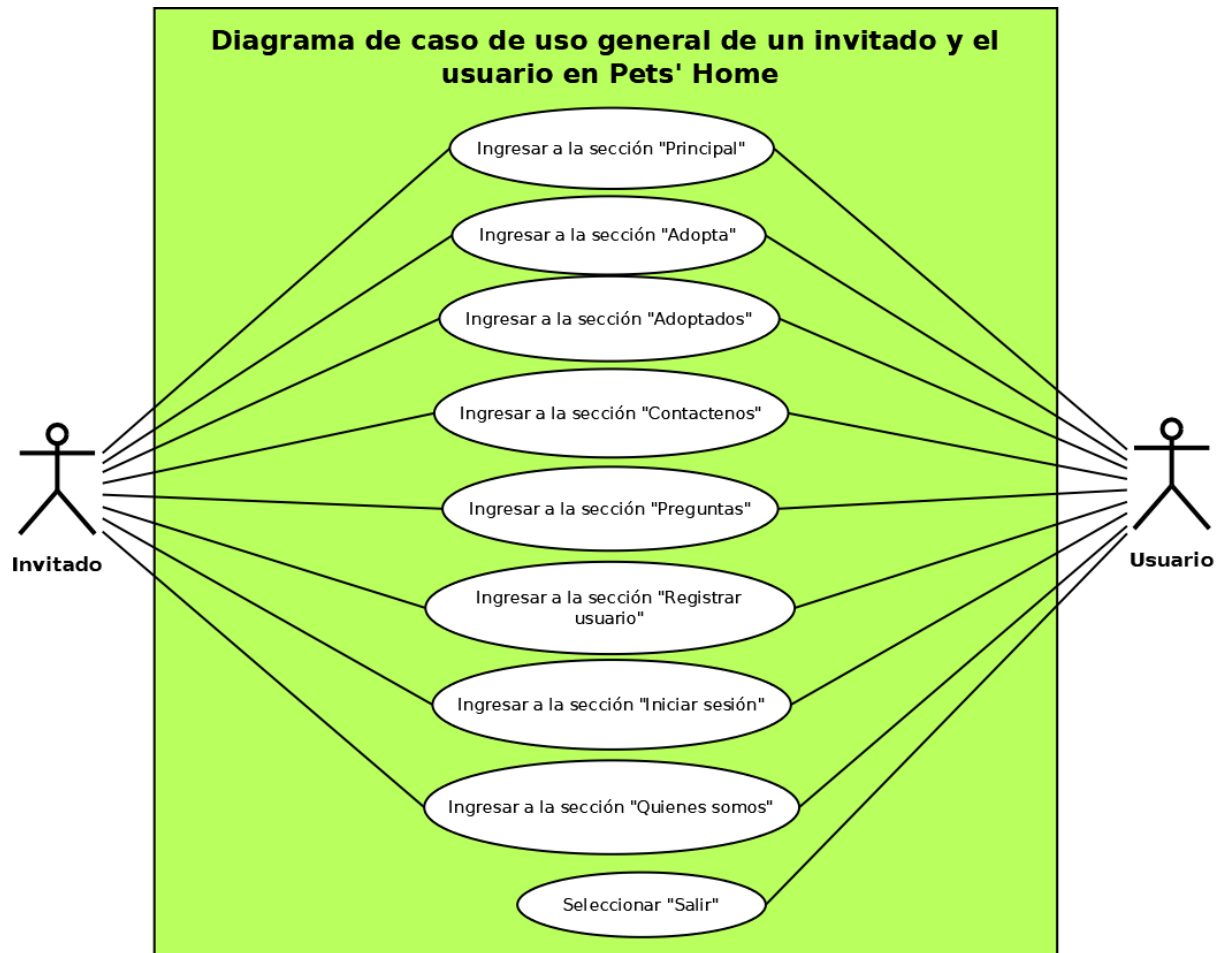 Diagrama de caso de uso general de un invitado y el
usuario en Pets' Home
Ingresar a la sección "Principal"
Ingresar a la sección "Adopta"
Ingresar a la sección "Adoptados"
Ingresar a la sección "Contactenos"
Ingresar a la sección "Preguntas"
Invitado
Usuario
Ingresar a la sección "Registrar
usuario"
Ingresar a la sección "Iniciar sesión"
Ingresar a la sección "Quienes somos"
Seleccionar "Salir"